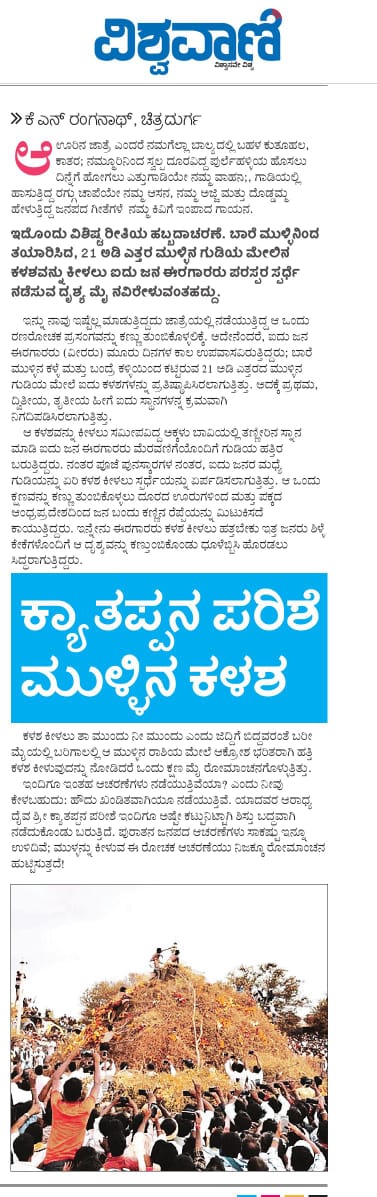 ವಿಶ್ವವಾಣಿ
ವಿಶ್ವಾಸವೇ ವಿಶ್ವ
ಕೆ ಎನ್ ರಂಗನಾಥ್, ಚಿತ್ರದುರ್ಗ
ಆ ಊರಿನ ಜಾತ್ರೆ ಎಂದರೆ ನಮಗೆಲ್ಲಾ ಬಾಲ್ಯದಲ್ಲಿ ಬಹಳ ಕುತೂಹಲ,
ಕಾತರ; ನಮ್ಮೂರಿನಿಂದ ಸ್ವಲ್ಪ ದೂರವಿದ್ದ ಪುರ್ಲೆಹಳ್ಳಿಯ ಹೊಸಲು
ದಿನ್ನೆಗೆ ಹೋಗಲು ಎತ್ತುಗಾಡಿಯೇ ನಮ್ಮ ವಾಹನ;, ಗಾಡಿಯಲ್ಲಿ
ಹಾಸುತ್ತಿದ್ದ ರಗ್ಗು ಚಾಪೆಯೇ ನಮ್ಮ ಆಸನ, ನಮ್ಮ ಅಜ್ಜಿ ಮತ್ತು ದೊಡ್ಡಮ್ಮ
ಹೇಳುತ್ತಿದ್ದ ಜನಪದ ಗೀತೆಗಳೆ ನಮ್ಮ ಕಿವಿಗೆ ಇಂಪಾದ ಗಾಯನ.
ಇದೊಂದು ವಿಶಿಷ್ಟ ರೀತಿಯ ಹಬ್ಬದಾಚರಣೆ. ಬಾರೆ ಮುಳ್ಳಿನಿಂದ
ತಯಾರಿಸಿದ, 21 ಅಡಿ ಎತ್ತರ ಮುಳ್ಳಿನ ಗುಡಿಯ ಮೇಲಿನ
ಕಳಶವನ್ನು ಕೀಳಲು ಐದು ಜನ ಈರಗಾರರು ಪರಸ್ಪರ ಸ್ಪರ್ಧೆ
ನಡೆಸುವ ದೃಶ್ಯ ಮೈ ನವಿರೇಳುವಂತಹದ್ದು.
ಇನ್ನು ನಾವು ಇಷ್ಟೆಲ್ಲ ಮಾಡುತ್ತಿದ್ದದು ಜಾತ್ರೆಯಲ್ಲಿ ನಡೆಯುತ್ತಿದ್ದ ಆ ಒಂದು
ರಣರೋಚಕ ಪ್ರಸಂಗವನ್ನು ಕಣ್ಣು ತುಂಬಿಕೊಳ್ಳಲಿಕ್ಕೆ. ಅದೇನೆಂದರೆ, ಐದು ಜನ
ಈರಗಾರರು (ವೀರರು) ಮೂರು ದಿನಗಳ ಕಾಲ ಉಪವಾಸವಿರುತ್ತಿದ್ದರು; ಬಾರೆ
ಮುಳ್ಳಿನ ಕಳ್ಳೆ ಮತ್ತು ಬಂದ್ರೆ ಕಳ್ಳಿಯಿಂದ ಕಟ್ಟಿರುವ 21 ಅಡಿ ಎತ್ತರದ ಮುಳ್ಳಿನ
ಗುಡಿಯ ಮೇಲೆ ಐದು ಕಳಶಗಳನ್ನು ಪ್ರತಿಷ್ಠಾಪಿಸಿರಲಾಗುತ್ತಿತ್ತು. ಅದಕ್ಕೆ ಪ್ರಥಮ,
ದ್ವಿತೀಯ, ತೃತೀಯ ಹೀಗೆ ಐದು ಸ್ಥಾನಗಳನ್ನ ಕ್ರಮವಾಗಿ
ನಿಗದಿಪಡಿಸಿರಲಾಗುತ್ತಿತ್ತು.
ಆ ಕಳಶವನ್ನು ಕೀಳಲು ಸಮೀಪವಿದ್ದ ಅಕ್ಕಳು ಬಾವಿಯಲ್ಲಿ ತಣ್ಣೀರಿನ ಸ್ನಾನ
ಮಾಡಿ ಐದು ಜನ ಈರಗಾರರು ಮೆರವಣಿಗೆಯೊಂದಿಗೆ ಗುಡಿಯ ಹತ್ತಿರ
ಬರುತ್ತಿದ್ದರು. ನಂತರ ಪೂಜೆ ಪುನಸ್ಕಾರಗಳ ನಂತರ, ಐದು ಜನರ ಮಧ್ಯೆ
ಗುಡಿಯನ್ನು ಏರಿ ಕಳಶ ಕೀಳಲು ಸ್ಪರ್ಧೆಯನ್ನು ಏರ್ಪಡಿಸಲಾಗುತ್ತಿತ್ತು. ಆ ಒಂದು
ಕ್ಷಣವನ್ನು ಕಣ್ಣು ತುಂಬಿಕೊಳ್ಳಲು ದೂರದ ಊರುಗಳಿಂದ ಮತ್ತು ಪಕ್ಕದ
ಆಂಧ್ರಪ್ರದೇಶದಿಂದ ಜನ ಬಂದು ಕಣ್ಣಿನ ರೆಪ್ಪೆಯನ್ನು ಮಿಟುಕಿಸದೆ
ಕಾಯುತ್ತಿದ್ದರು. ಇನ್ನೇನು ಈರಗಾರರು ಕಳಶ ಕೀಳಲು ಹತ್ತಬೇಕು ಇತ್ತ ಜನರು ಶಿಳ್ಳೆ
ಕೇಕೆಗಳೊಂದಿಗೆ ಆ ದೃಶ್ಯವನ್ನು ಕಣ್ತುಂಬಿಕೊಂಡು ಧೂಳೆಬ್ಬಿಸಿ ಹೊರಡಲು
ಸಿದ್ಧರಾಗುತ್ತಿದ್ದರು.
ಕ್ಯಾತಪ್ಪನ ಪರಿಶೆ
ಮುಳ್ಳಿನ ಕಳಶ
ಕಳಶ ಕೀಳಲು ತಾ ಮುಂದು ನೀ ಮುಂದು ಎಂದು ಜಿದ್ದಿಗೆ ಬಿದ್ದವರಂತೆ ಬರೀ
ಮೈಯಲ್ಲಿ ಬರಿಗಾಲಲ್ಲಿ ಆ ಮುಳ್ಳಿನ ರಾಶಿಯ ಮೇಲೆ ಆಕ್ರೋಶ ಭರಿತರಾಗಿ ಹತ್ತಿ
ಕಳಶ ಕೀಳುವುದನ್ನು ನೋಡಿದರೆ ಒಂದು ಕ್ಷಣ ಮೈ ರೋಮಾಂಚನಗೊಳ್ಳುತ್ತಿತ್ತು.
ಇಂದಿಗೂ ಇಂತಹ ಆಚರಣೆಗಳು ನಡೆಯುತ್ತಿವೆಯಾ? ಎಂದು ನೀವು
ಕೇಳಬಹುದು: ಹೌದು ಖಂಡಿತವಾಗಿಯೂ ನಡೆಯುತ್ತಿವೆ. ಯಾದವರ ಆರಾಧ್ಯ
ದೈವ ಶ್ರೀ ಕ್ಯಾತಪ್ಪನ ಪರೀಶೆ ಇಂದಿಗೂ ಅಷ್ಟೇ ಕಟ್ಟುನಿಟ್ಟಾಗಿ ಶಿಸ್ತು ಬದ್ಧವಾಗಿ
ನಡೆದುಕೊಂಡು ಬರುತ್ತಿದೆ. ಪುರಾತನ ಜನಪದ ಆಚರಣೆಗಳು ಸಾಕಷ್ಟು ಇನ್ನೂ
ಉಳಿದಿವೆ; ಮುಳ್ಳನ್ನು ಕೀಳುವ ಈ ರೋಚಕ ಆಚರಣೆಯು ನಿಜಕ್ಕೂ ರೋಮಾಂಚನ
ಹುಟ್ಟಿಸುತ್ತದೆ!